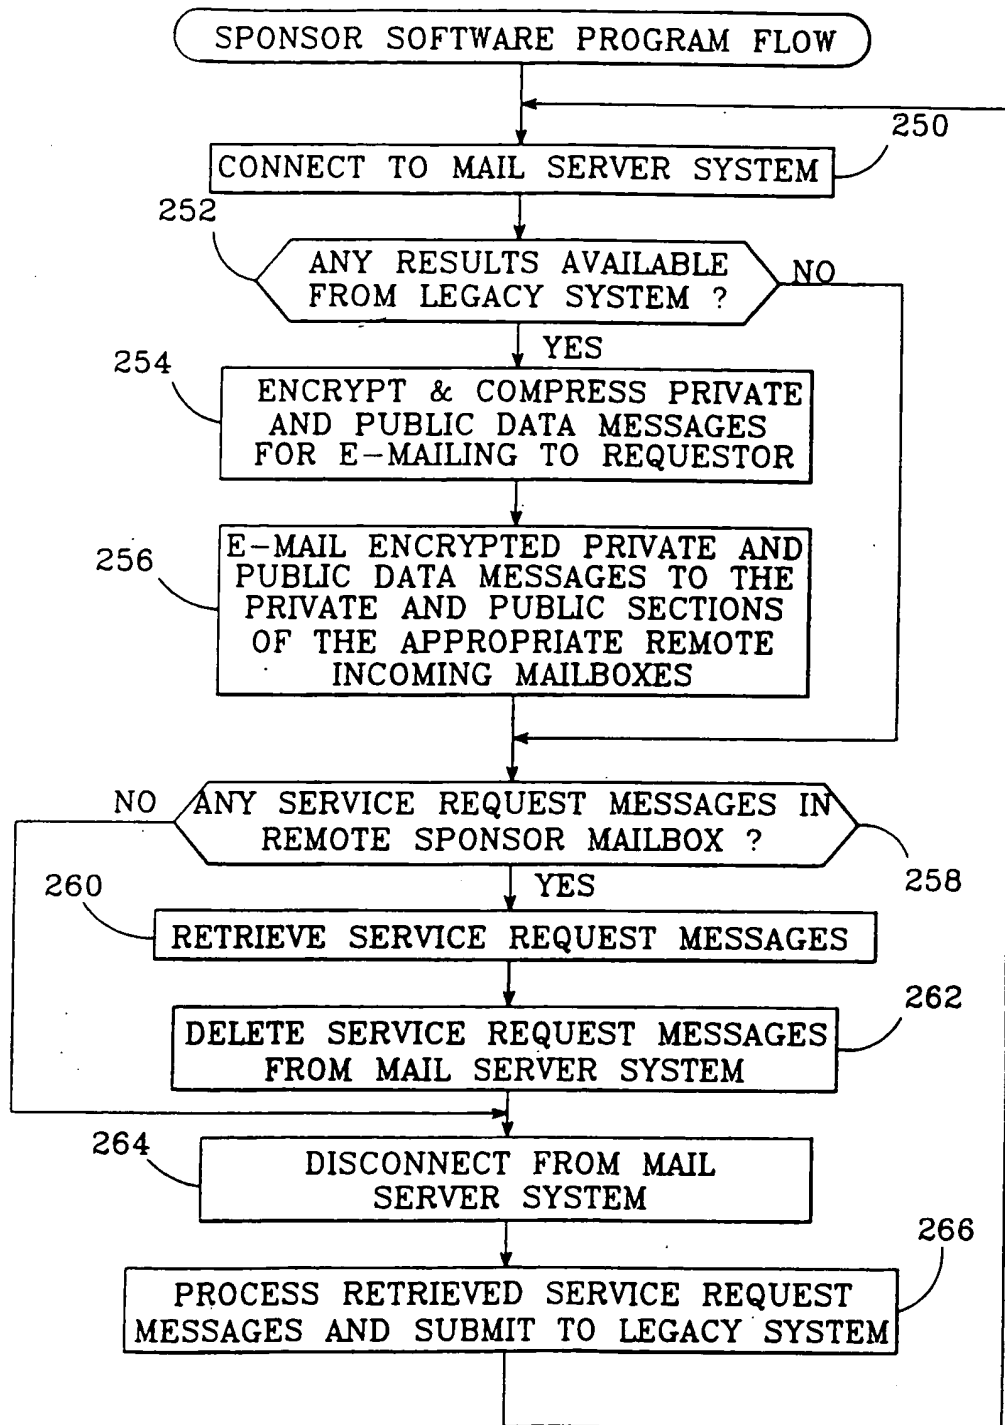 SPONSOR SOFTWARE PROGRAM FLOW
250
CONNECT TO MAIL SERVER SYSTEM
252
ANY RESULTS AVAILABLE
FROM LEGACY SYSTEM ?
NO
YES
254
ENCRYPT & COMPRESS PRIVATE
AND PUBLIC DATA MESSAGES
FOR E-MAILING TO REQUESTOR
256
E-MAIL ENCRYPTED PRIVATE AND
PUBLIC DATA MESSAGES TO THE
PRIVATE AND PUBLIC SECTIONS
OF THE APPROPRIATE REMOTE
INCOMING MAILBOXES
NO
ANY SERVICE REQUEST MESSAGES IN
REMOTE SPONSOR MAILBOX ?
258
YES
260
RETRIEVE SERVICE REQUEST MESSAGES
262
DELETE SERVICE REQUEST MESSAGES
FROM MAIL SERVER SYSTEM
264
DISCONNECT FROM MAIL
SERVER SYSTEM
266
PROCESS RETRIEVED SERVICE REQUEST
MESSAGES AND SUBMIT TO LEGACY SYSTEM